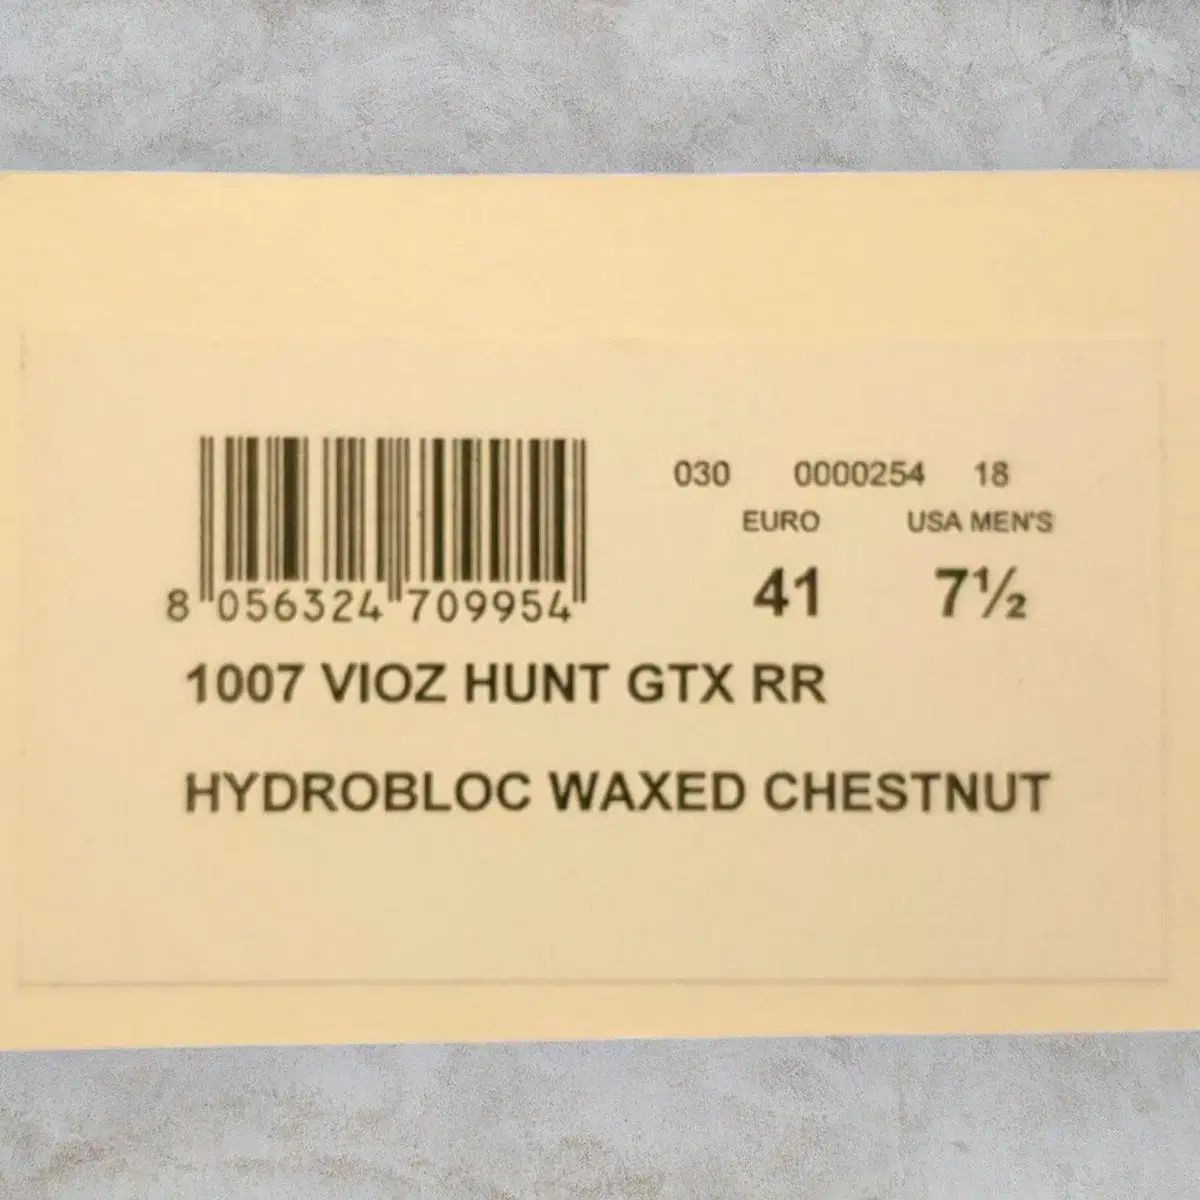 030 0000254 18
EURO USA MEN'S
41 7½
8 056324 709954
1007 VIOZ HUNT GTX RR
HYDROBLOC WAXED CHESTNUT